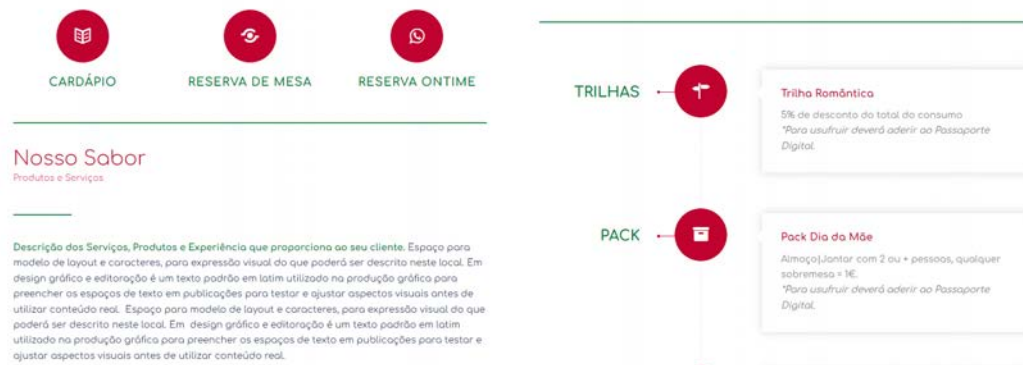 CARDÁPIO
RESERVA DE MESA
RESERVA ONTIME
Nosso Sabor
Produtos e Serviços
Descrição dos Serviços, Produtos e Experiência que proporciona ao seu cliente. Espaço para
modelo de layout e caracteres, para expressão visual do que poderá ser descrito neste local. Em
design gráfico e editoração é um texto padrão em latim utilizado na produção gráfica para
preencher os espaços de texto em publicações para testar e ajustar aspectos visuais antes de
utilizar conteúdo real. Espaço para modelo de layout e caracteres, para expressão visual do que
poderá ser descrito neste local. Em design gráfico e editoração é um texto padrão em latim
utilizado na produção gráfica para preencher os espaços de texto em publicações para testar e
ajustar aspectos visuais antes de utilizar conteúdo real.
TRILHAS
Trilha Romântica
5% de desconto do total do consumo
*Para usufruir deverá aderir ao Passaporte
Digital.
PACK
Pack Dia da Mãe
Almoço|Jantar com 2 ou + pessoas, qualquer
sobremesa = 1€.
*Para usufruir deverá aderir ao Passaporte
Digital.